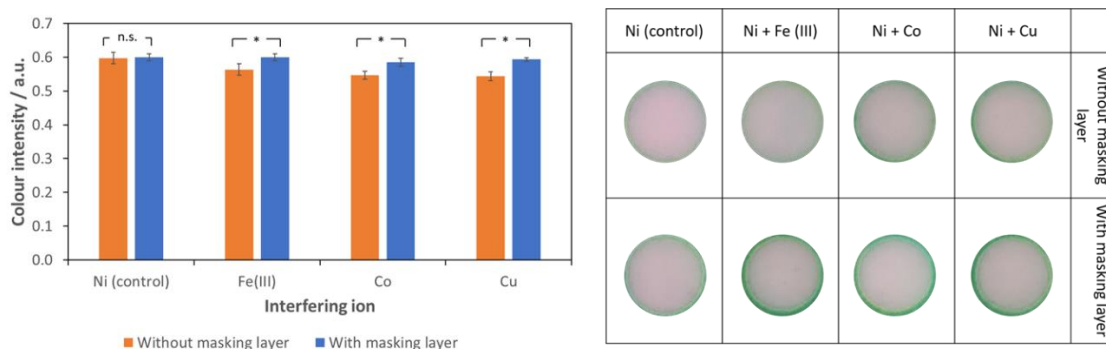 0.7
0.6
0.5
0.4
0.3
0.2
0.1
0.0
Colour intensity / a.u.
n.s.
*
*
*
Ni (control)
Fe(III)
Co
Cu
Interfering ion
Without masking layer
With masking layer
Ni (control)
Ni + Fe (III)
Ni + Co
Ni + Cu
Without masking
layer
With masking layer